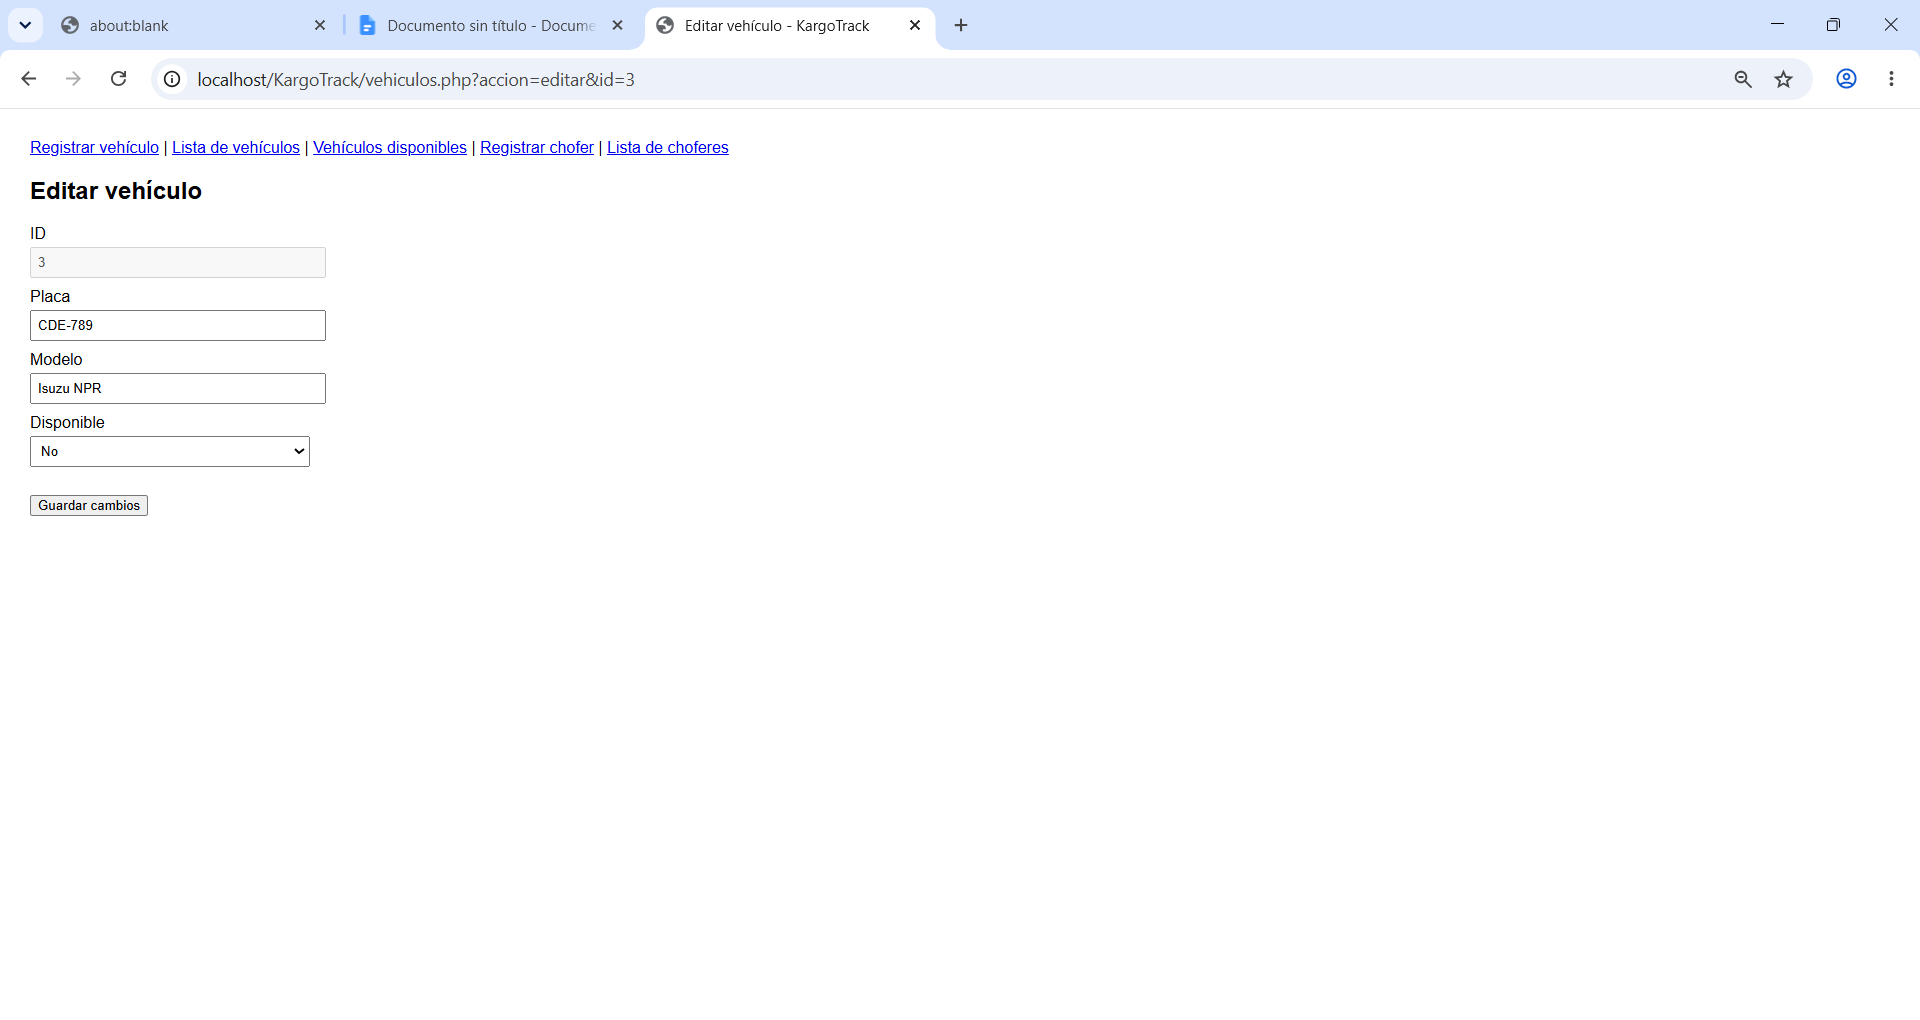 about:blank
Documento sin título - Docume
Editar vehículo - KargoTrack
localhost/KargoTrack/vehiculos.php?accion=editar&id=3
Registrar vehículo | Lista de vehículos | Vehículos disponibles | Registrar chofer | Lista de choferes
Editar vehículo
ID
3
Placa
CDE-789
Modelo
Isuzu NPR
Disponible
No
Guardar cambios